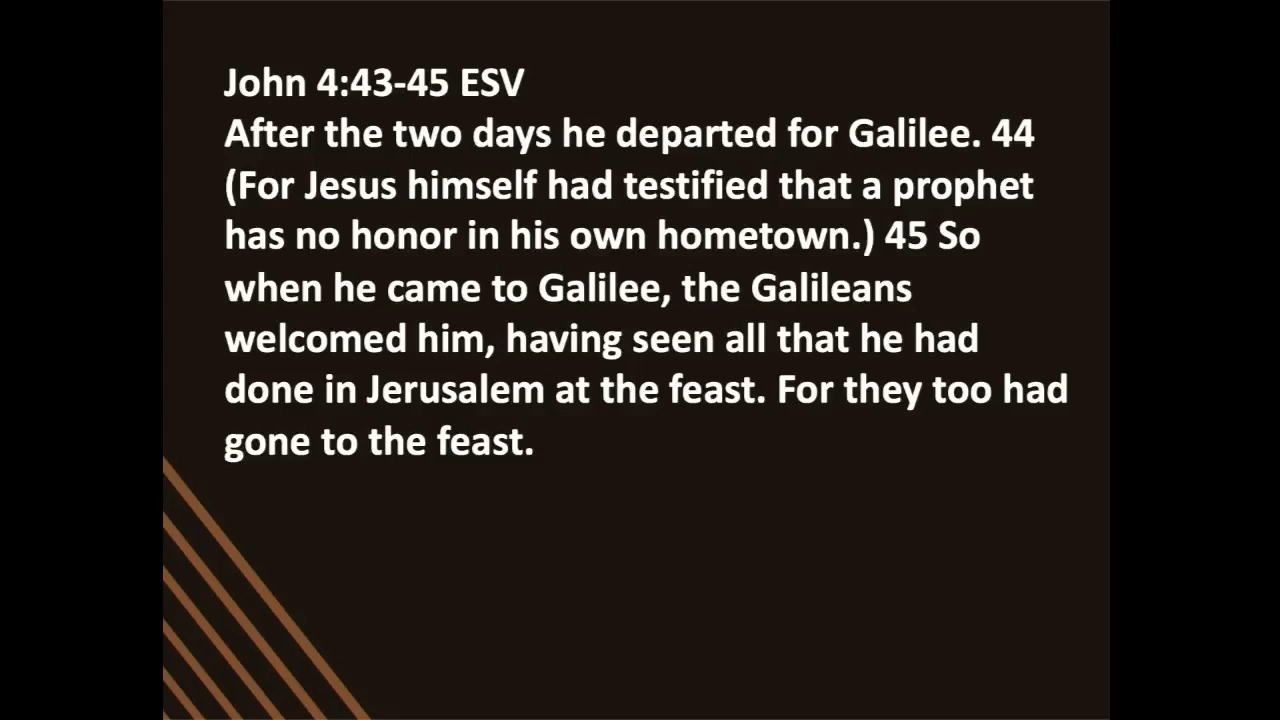 John 4:43-45 ESV
After the two days he departed for Galilee. 44
(For Jesus himself had testified that a prophet
has no honor in his own hometown.) 45 So
when he came to Galilee, the Galileans
welcomed him, having seen all that he had
done in Jerusalem at the feast. For they too had
gone to the feast.